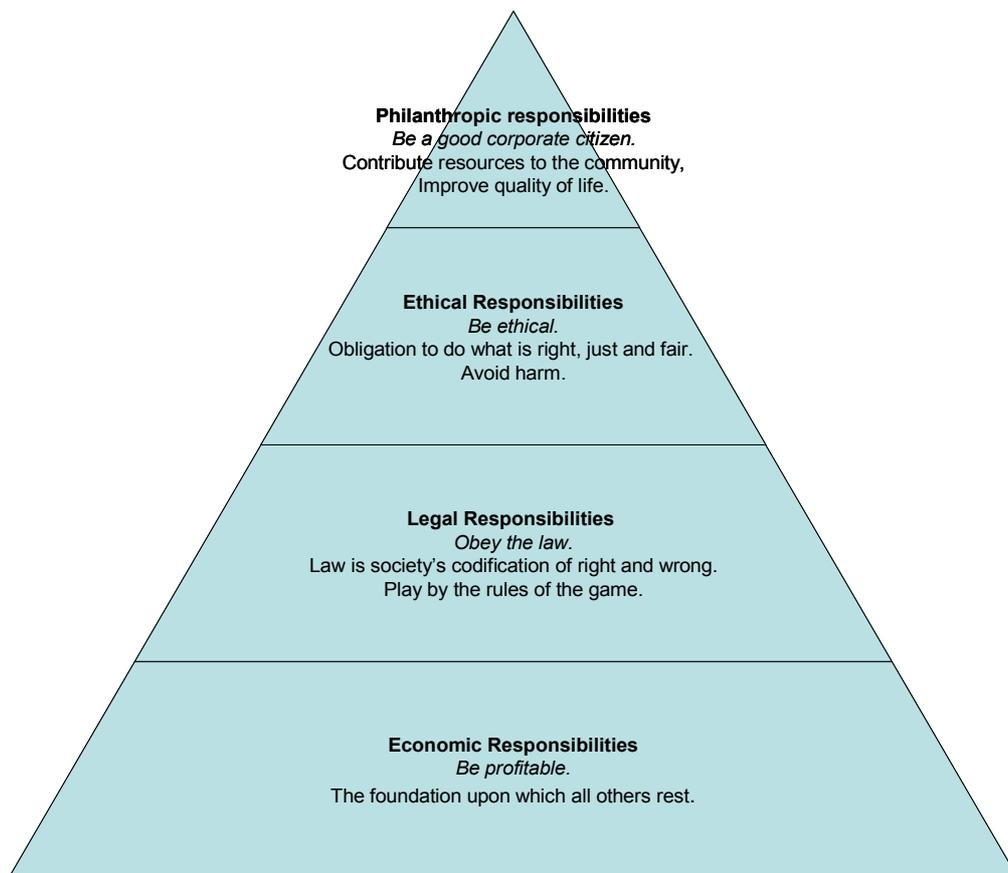 Philanthropic responsibilities
Be a good corporate citizen.
Contribute resources to the community,
Improve quality of life.
Ethical Responsibilities
Be ethical.
Obligation to do what is right, just and fair.
Avoid harm.
Legal Responsibilities
Obey the law.
Law is society’s codification of right and wrong.
Play by the rules of the game.
Economic Responsibilities
Be profitable.
The foundation upon which all others rest.